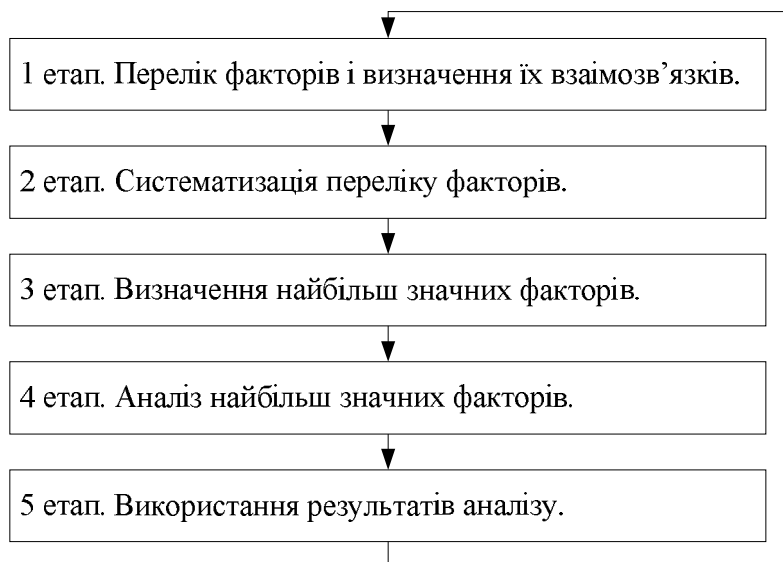 1 етап. Перелік факторів і визначення їх взаімозв’язків.
2 етап. Систематизація переліку факторів.
3 етап. Визначення найбільш значних факторів.
4 етап. Аналіз найбільш значних факторів.
5 етап. Використання результатів аналізу.